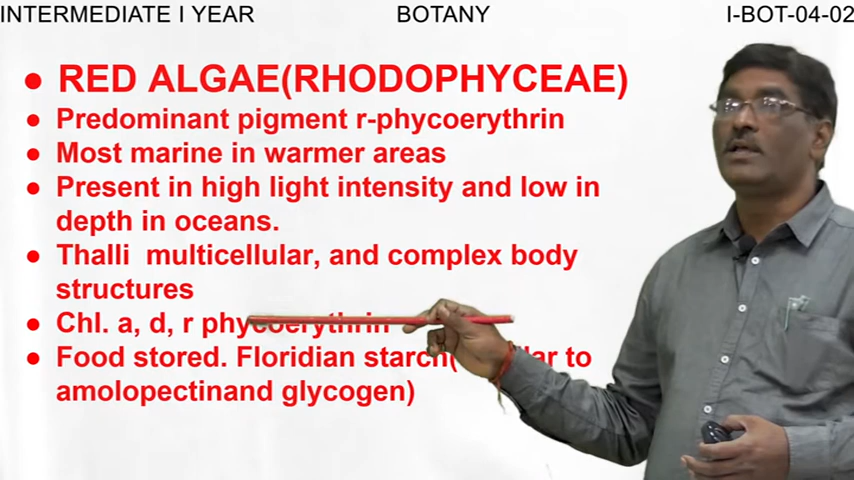 INTERMEDIATE I YEAR BOTANY I-BOT-04-02
● RED ALGAE(RHODOPHYCEAE)
● Predominant pigment r-phycoerythrin
● Most marine in warmer areas
● Present in high light intensity and low in
depth in oceans.
● Thalli multicellular, and complex body
structures
● Chl. a, d, r phycoerythrin
● Food stored. Floridian starch( to
amolopectinand glycogen)